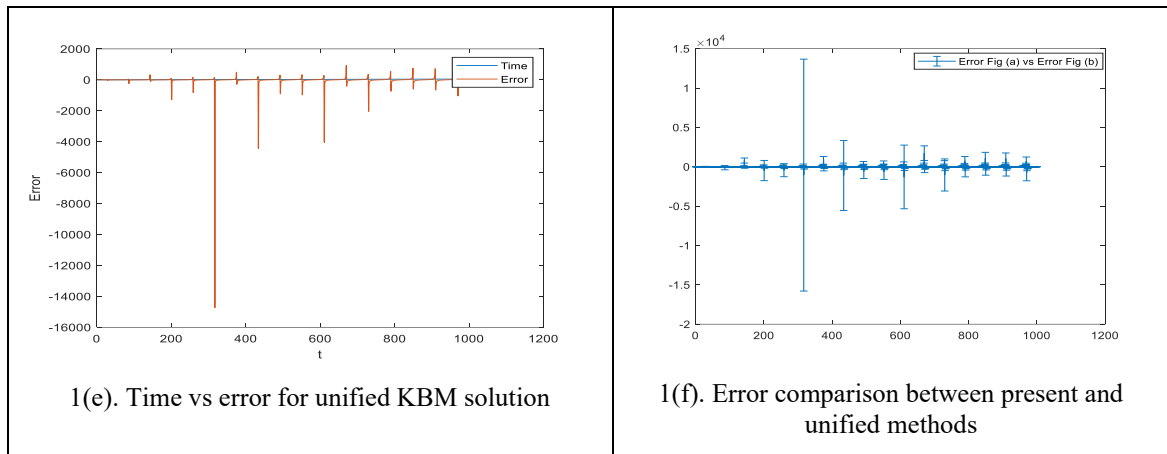 2000
0
-2000
-4000
-6000
-8000
-10000
-12000
-14000
-16000
Error
0 200 400 600 800 1000 1200
t
Time
Error
1(e). Time vs error for unified KBM solution
×10⁴
1.5
1
0.5
0
-0.5
-1
-1.5
-2
0 200 400 600 800 1000 1200
Error Fig (a) vs Error Fig (b)
1(f). Error comparison between present and
unified methods